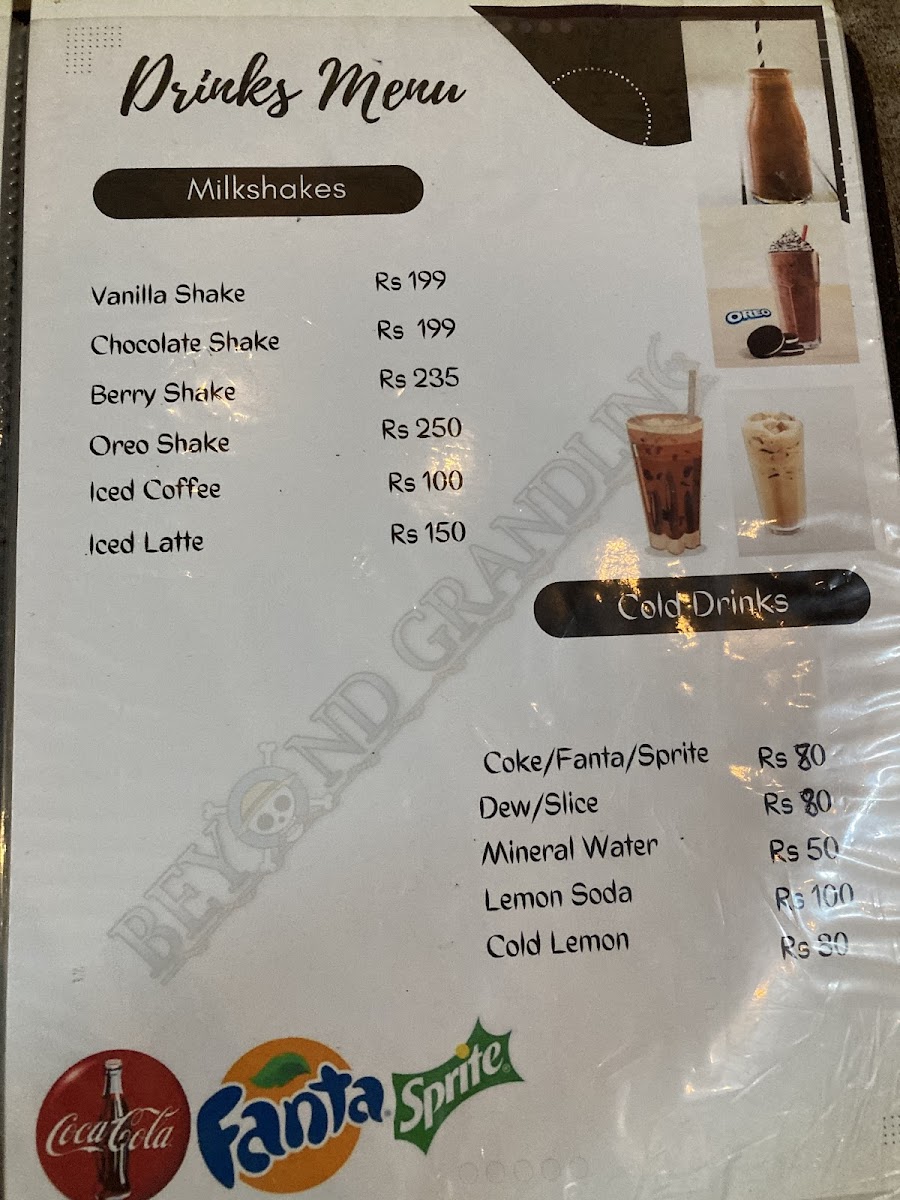 Drinks Menu
Milkshakes
Vanilla Shake Rs 199
Chocolate Shake Rs 199
Berry Shake Rs 235
Oreo Shake Rs 250
Iced Coffee Rs 100
Iced Latte Rs 150
OREO
BEYOND GRANDLING
Cold Drinks
Coke/Fanta/Sprite Rs 80
Dew/Slice Rs 80
Mineral Water Rs 50
Lemon Soda Rs 100
Cold Lemon Rs
Coca-Cola
Fanta
Sprite